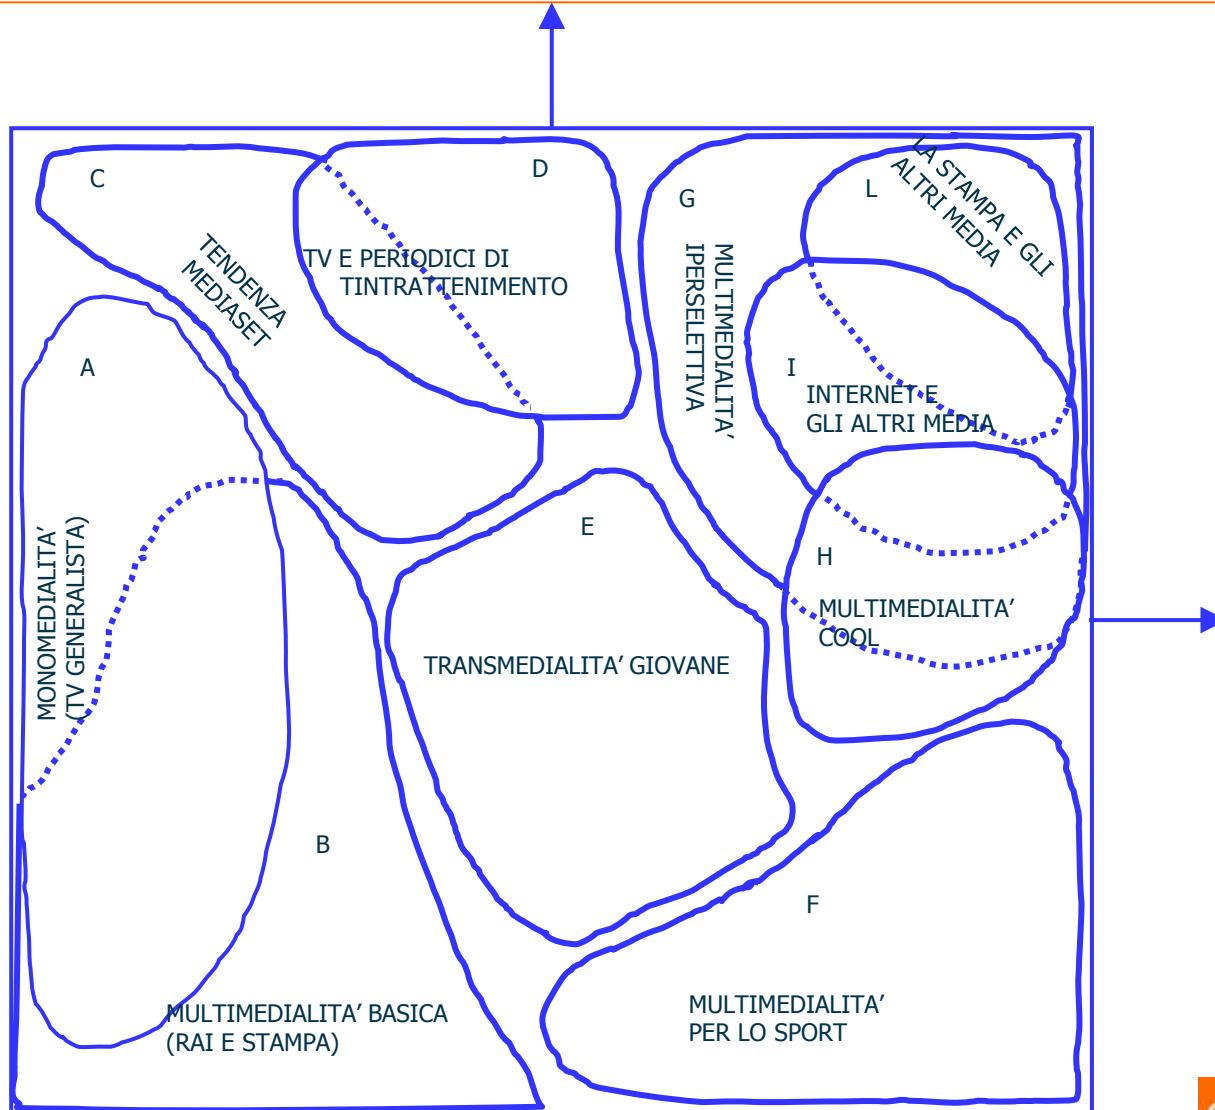 C
D
G
L
LA STAMPA E GLI
ALTRI MEDIA
TENDENZA
MEDIASET
TV E PERIODICI DI
TINTRATTENIMENTO
MULTIMEDIALITA’
IPERSELETTIVA
A
I
INTERNET E
GLI ALTRI MEDIA
MONOMEDIALITA’
(TV GENERALISTA)
E
H
MULTIMEDIALITA’
COOL
TRANSMEDIALITA’ GIOVANE
B
F
MULTIMEDIALITA’ BASICA
(RAI E STAMPA)
MULTIMEDIALITA’
PER LO SPORT